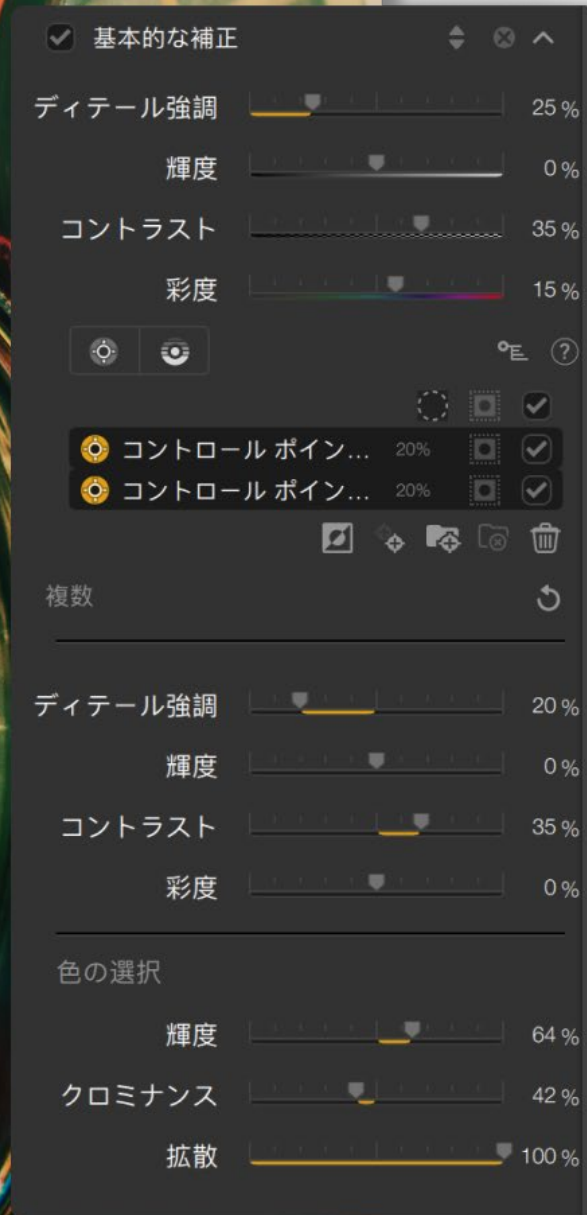 基本的な補正
ディテール強調 25 %
輝度 0 %
コントラスト 35 %
彩度 15 %
?
コントロール ポイン... 20%
コントロール ポイン... 20%
複数
ディテール強調 20 %
輝度 0 %
コントラスト 35 %
彩度 0 %
色の選択
輝度 64 %
クロミナンス 42 %
拡散 100 %